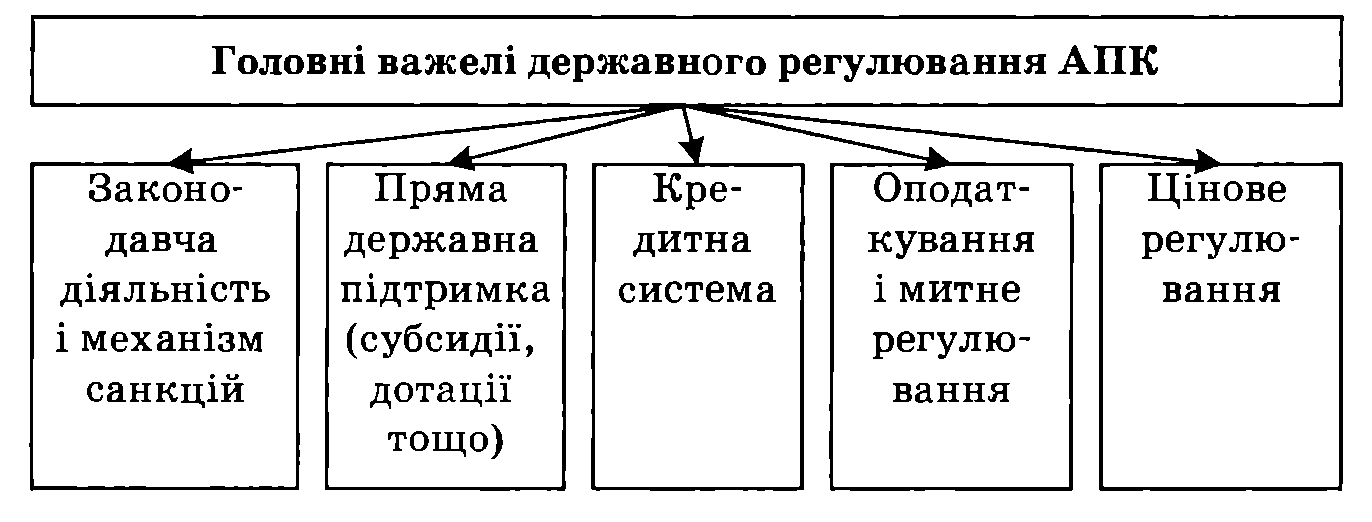 Головні важелі державного регулювання АПК
Законо-
давча
діяльність
і механізм
санкцій
Пряма
державна
підтримка
(субсидії,
дотації
тощо)
Кре-
дитна
система
Оподат-
кування
і митне
регулю-
вання
Цінове
регулю-
вання